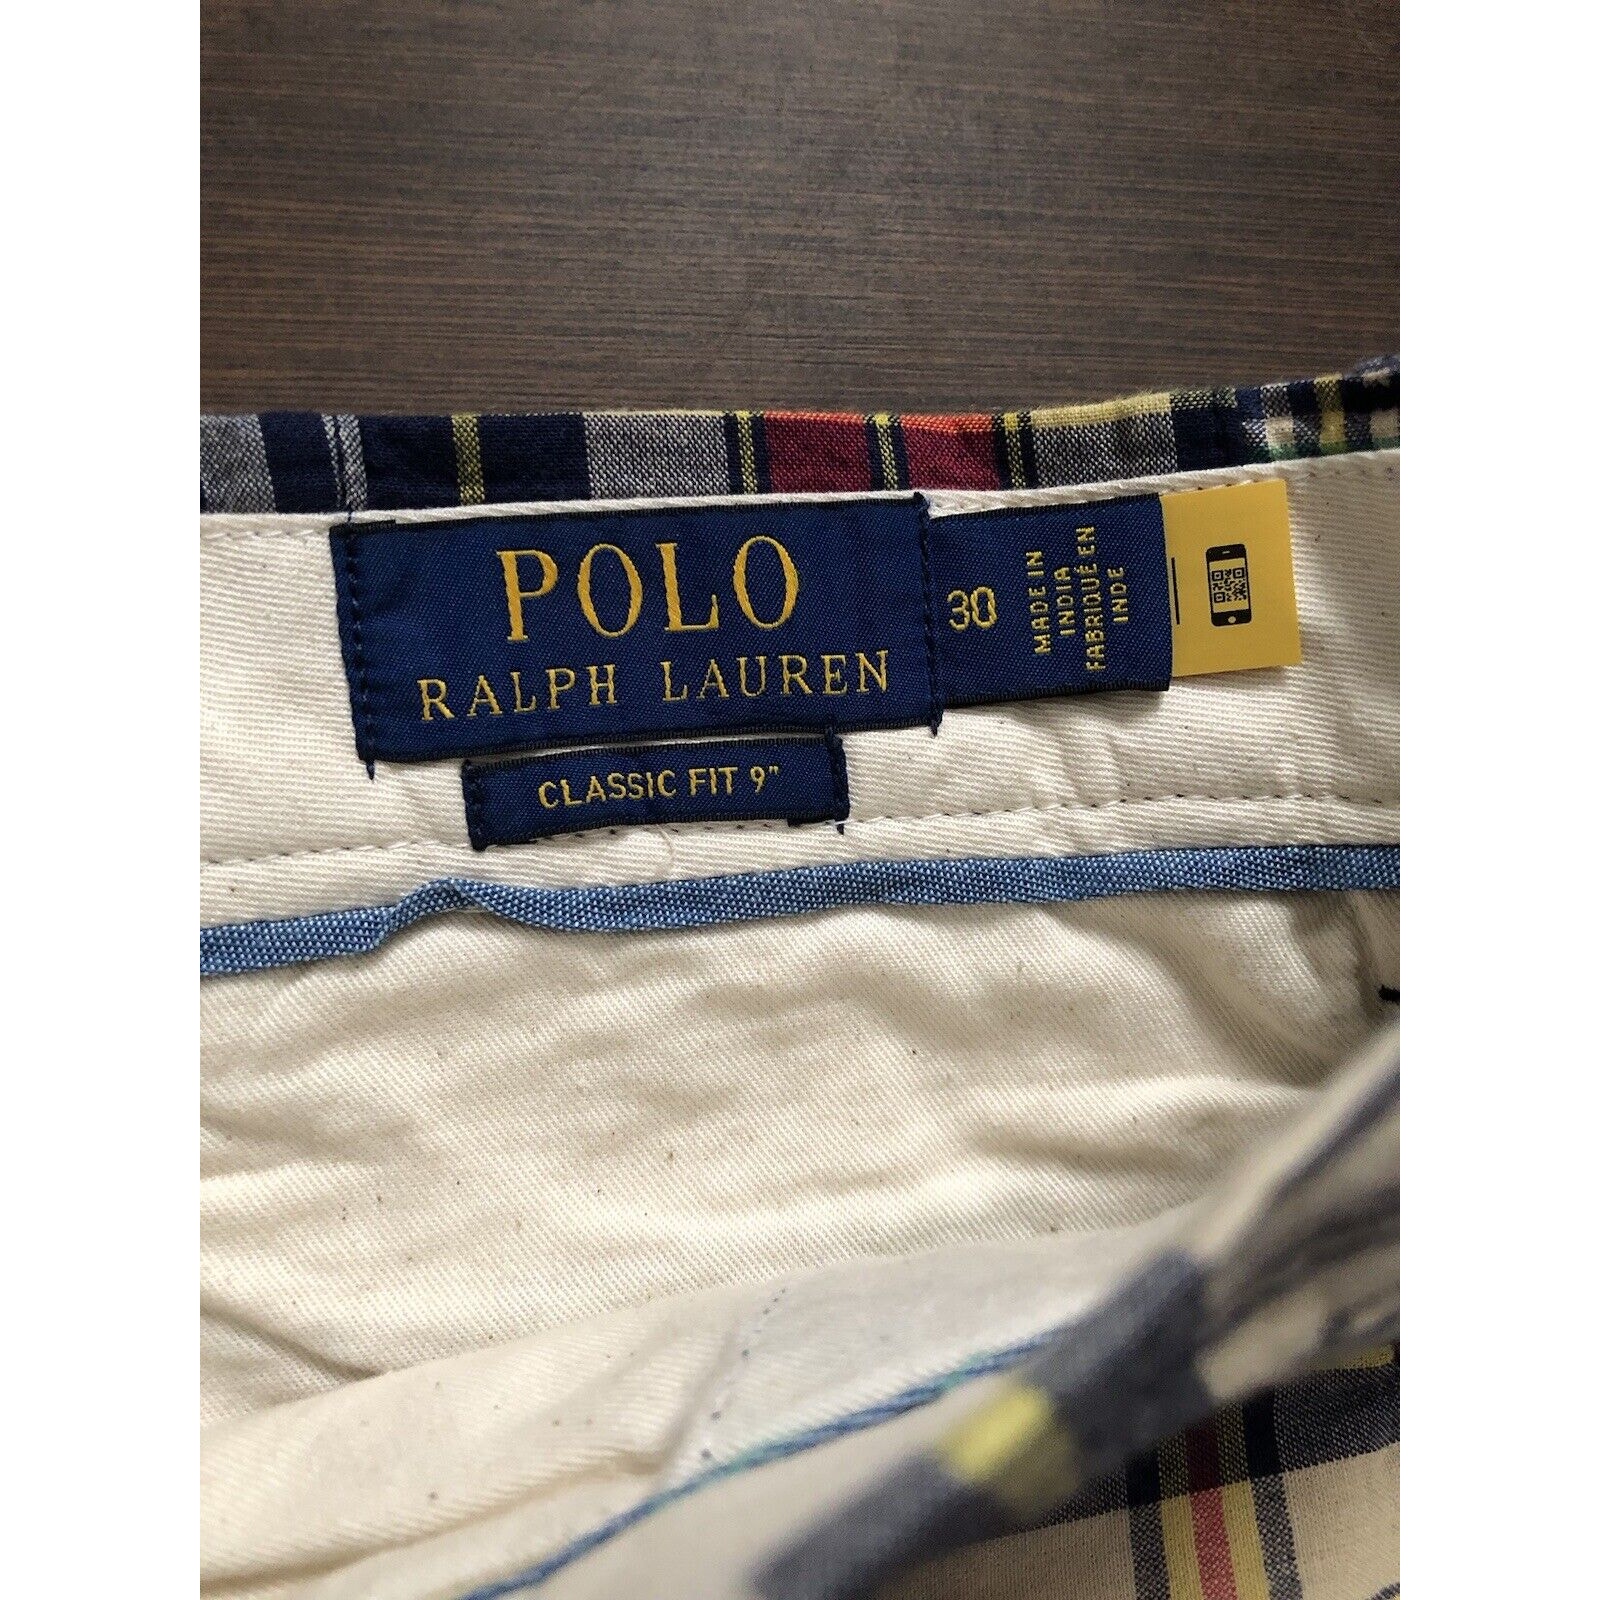 POLO
RALPH LAUREN
30
MADE IN
INDIA
FABRIQUÉ EN
INDE
CLASSIC FIT 9"